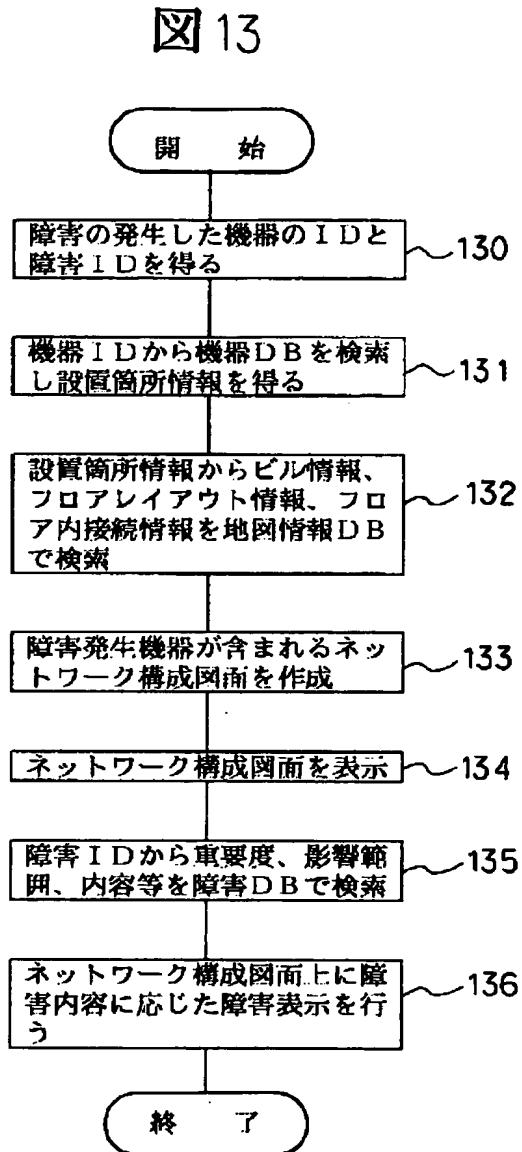 図13
開　始
障害の発生した機器のＩＤと
障害ＩＤを得る
130
機器ＩＤから機器ＤＢを検索
し設置箇所情報を得る
131
設置箇所情報からビル情報、
フロアレイアウト情報、フロ
ア内接続情報を地図情報ＤＢ
で検索
132
障害発生機器が含まれるネッ
トワーク構成図面を作成
133
ネットワーク構成図面を表示
134
障害ＩＤから重要度、影響範
囲、内容等を障害ＤＢで検索
135
ネットワーク構成図面上に障
害内容に応じた障害表示を行
う
136
終　了